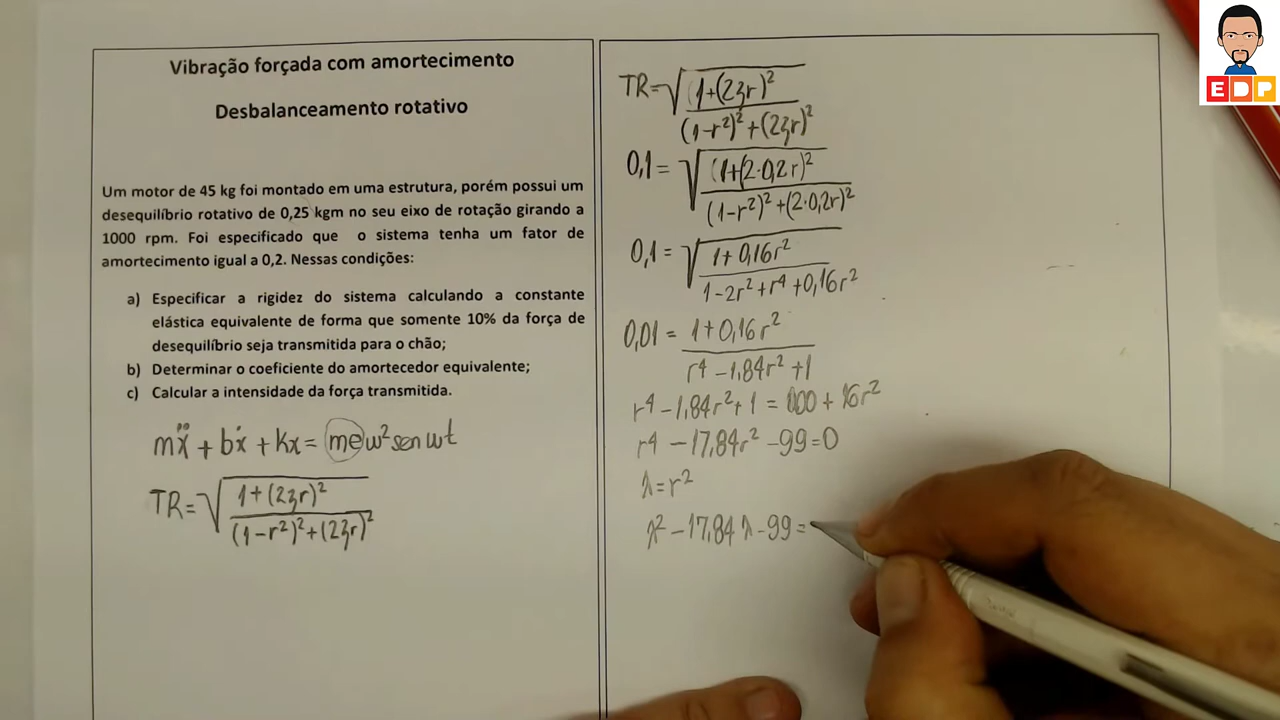 Vibração forçada com amortecimento
Desbalanceamento rotativo
Um motor de 45 kg foi montado em uma estrutura, porém possui um
desequilíbrio rotativo de 0,25 kgm no seu eixo de rotação girando a
1000 rpm. Foi especificado que o sistema tenha um fator de
amortecimento igual a 0,2. Nessas condições:
a) Especificar a rigidez do sistema calculando a constante
elástica equivalente de forma que somente 10% da força de
desequilíbrio seja transmitida para o chão;
b) Determinar o coeficiente do amortecedor equivalente;
c) Calcular a intensidade da força transmitida.
mẍ + bẋ + kx = meω² sen ωt
TR = √(1+(2ζr)² / (1-r²)²+(2ζr)²)
TR = √(1+(2ζr)² / (1-r²)²+(2ζr)²)
0,1 = √((1+(2·0,2r)² / (1-r²)²+(2·0,2r)²)
0,1 = √(1+0,16r² / 1-2r²+r⁴+0,16r²)
0,01 = 1+0,16r² / r⁴-1,84r²+1
r⁴-1,84r²+1 = 100+16r²
r⁴-17,84r²-99=0
λ=r²
λ²-17,84λ-99=
EDP